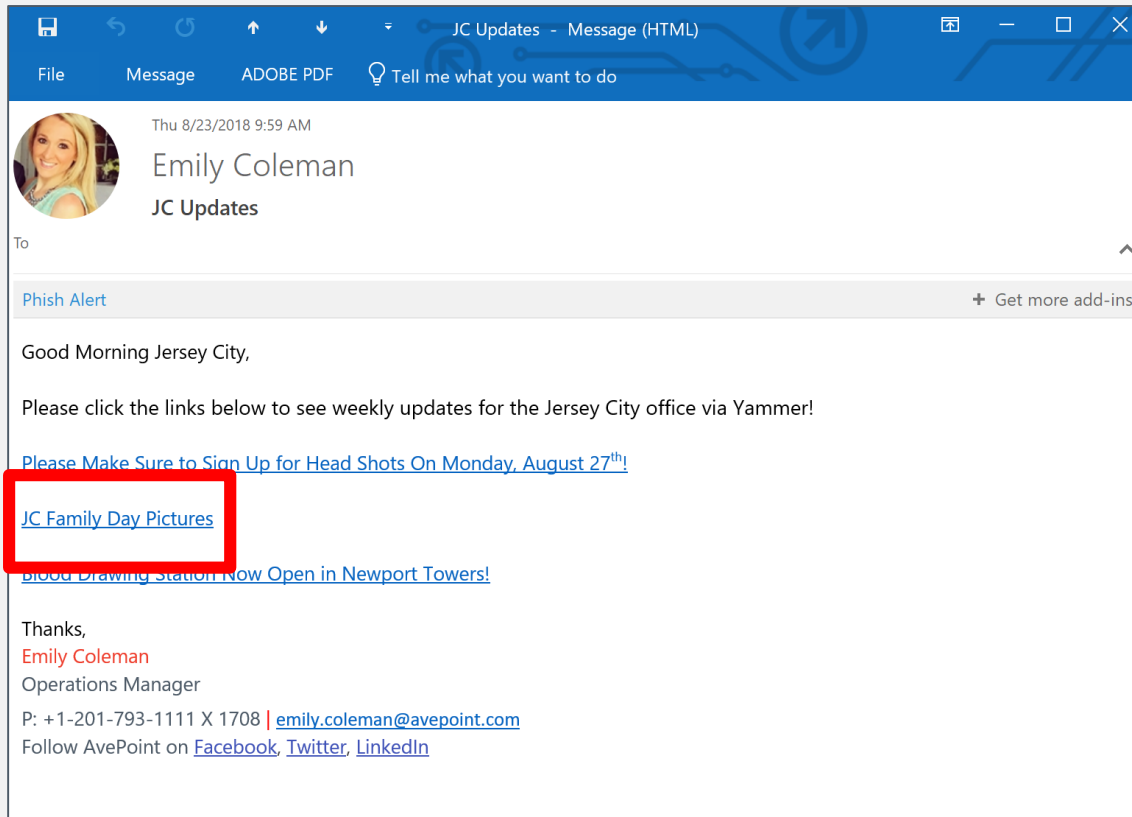 JC Updates - Message (HTML)
File Message ADOBE PDF Tell me what you want to do
Thu 8/23/2018 9:59 AM
Emily Coleman
JC Updates
To
Phish Alert + Get more add-ins
Good Morning Jersey City,
Please click the links below to see weekly updates for the Jersey City office via Yammer!
Please Make Sure to Sign Up for Head Shots On Monday, August 27th!
JC Family Day Pictures
Blood Drawing Station Now Open in Newport Towers!
Thanks,
Emily Coleman
Operations Manager
P: +1-201-793-1111 X 1708 | emily.coleman@avepoint.com
Follow AvePoint on Facebook, Twitter, LinkedIn